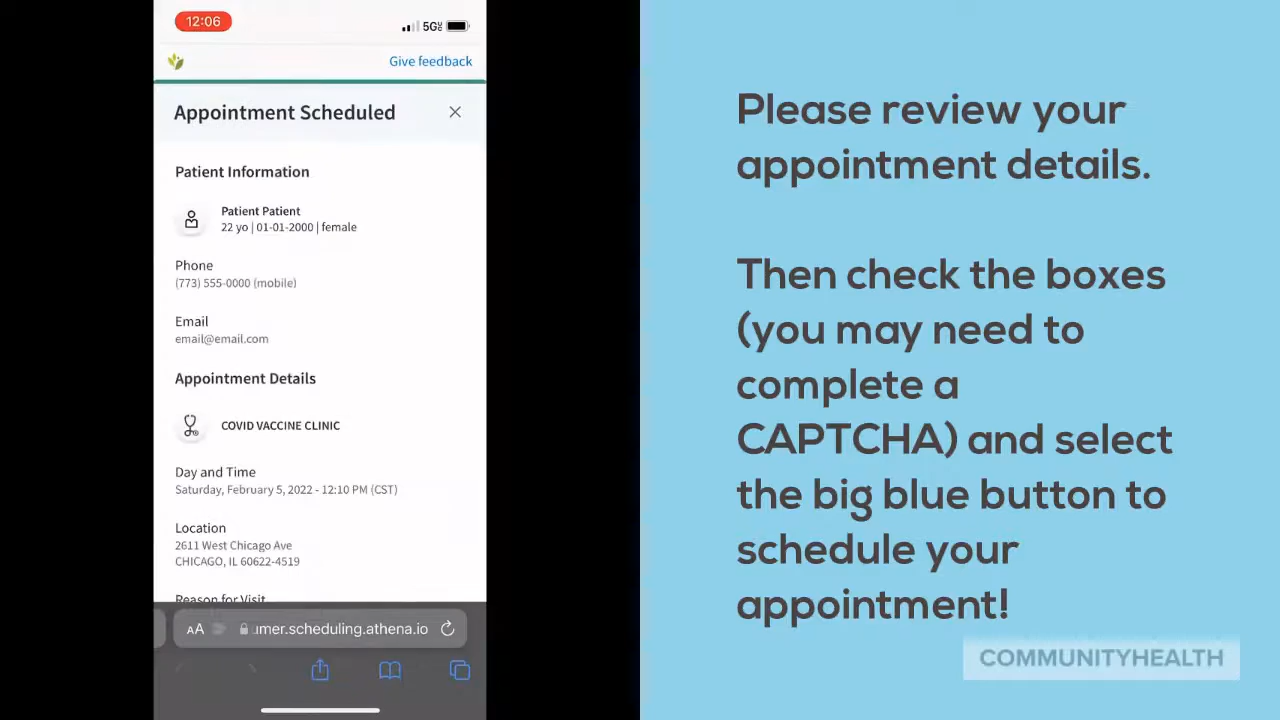 12:06
5G
Give feedback
Appointment Scheduled
Patient Information
Patient Patient
22 yo | 01-01-2000 | female
Phone
(773) 555-0000 (mobile)
Email
email@email.com
Appointment Details
COVID VACCINE CLINIC
Day and Time
Saturday, February 5, 2022 - 12:10 PM (CST)
Location
2611 West Chicago Ave
CHICAGO, IL 60622-4519
Reason for Visit
AA
umer.scheduling.athena.io
Please review your
appointment details.
Then check the boxes
(you may need to
complete a
CAPTCHA) and select
the big blue button to
schedule your
appointment!
COMMUNITYHEALTH